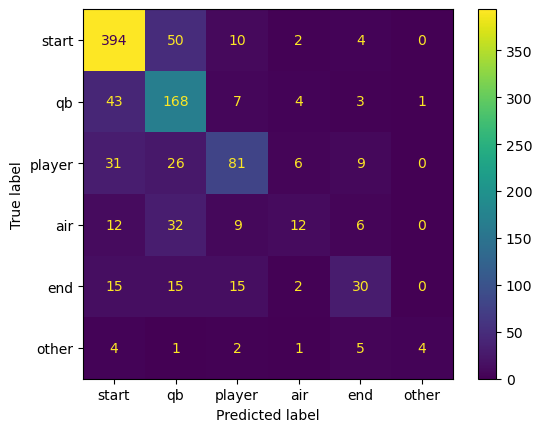 start 394 50 10 2 4 0
qb 43 168 7 4 3 1
player 31 26 81 6 9 0
air 12 32 9 12 6 0
end 15 15 15 2 30 0
other 4 1 2 1 5 4
start qb player air end other
Predicted label
True label
350
300
250
200
150
100
50
0